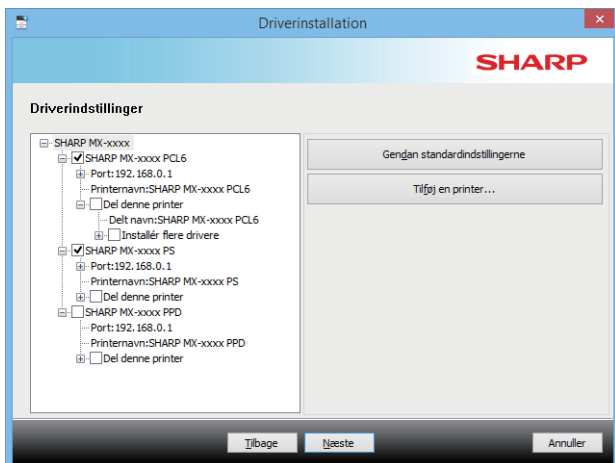 Driverinstallation
SHARP
Driverindstillinger
SHARP MX-xxxx
SHARP MX-xxxx PCL6
Port:192.168.0.1
Printernavn:SHARP MX-xxxx PCL6
Del denne printer
Delt navn:SHARP MX-xxxx PCL6
Installér flere drivere
SHARP MX-xxxx PS
Port:192.168.0.1
Printernavn:SHARP MX-xxxx PS
Del denne printer
SHARP MX-xxxx PPD
Port:192.168.0.1
Printernavn:SHARP MX-xxxx PPD
Del denne printer
Gendan standardindstillingerne
Tilføj en printer...
Tilbage
Næste
Annuller